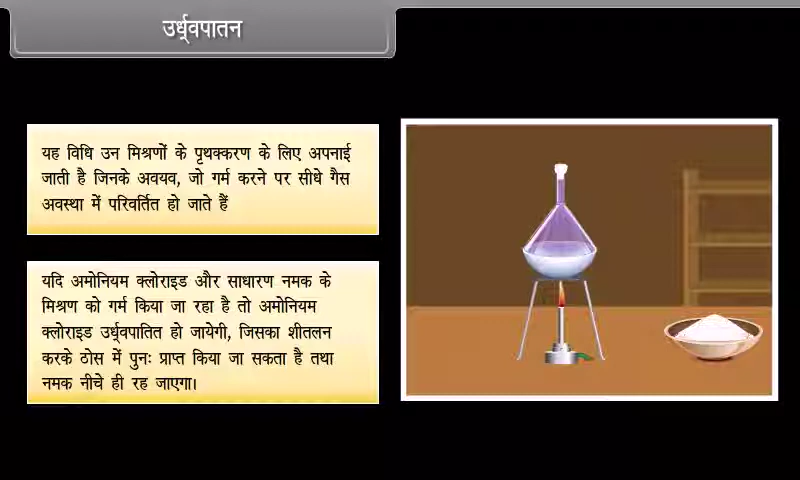 उर्ध्वपातन
यह विधि उन मिश्रणों के पृथक्करण के लिए अपनाई
जाती है जिनके अवयव, जो गर्म करने पर सीधे गैस
अवस्था में परिवर्तित हो जाते हैं
यदि अमोनियम क्लोराइड और साधारण नमक के
मिश्रण को गर्म किया जा रहा है तो अमोनियम
क्लोराइड उर्ध्वपातित हो जायेगी, जिसका शीतलन
करके ठोस में पुनः प्राप्त किया जा सकता है तथा
नमक नीचे ही रह जाएगा।